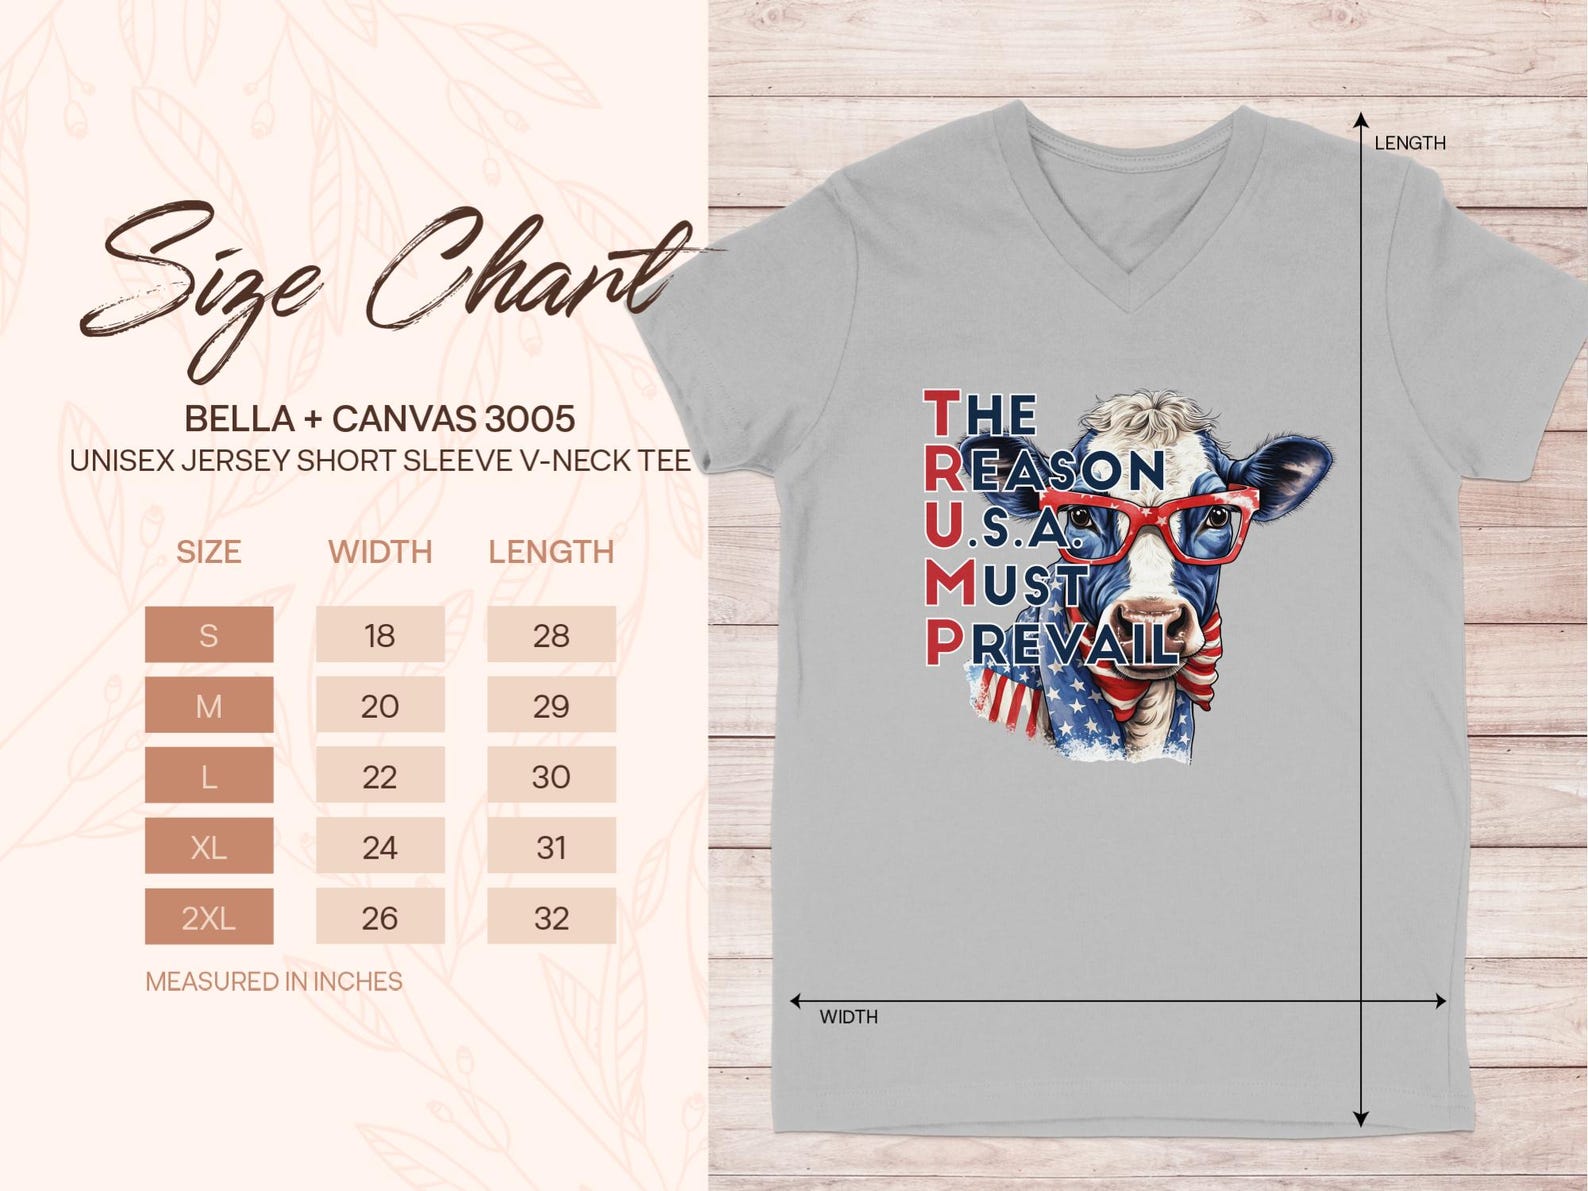 Size Chart
BELLA + CANVAS 3005
UNISEX JERSEY SHORT SLEEVE V-NECK TEE
SIZE WIDTH LENGTH
S 18 28
M 20 29
L 22 30
XL 24 31
2XL 26 32
MEASURED IN INCHES
LENGTH
THE
REASON
U.S.A.
MUST
PREVAIL
WIDTH